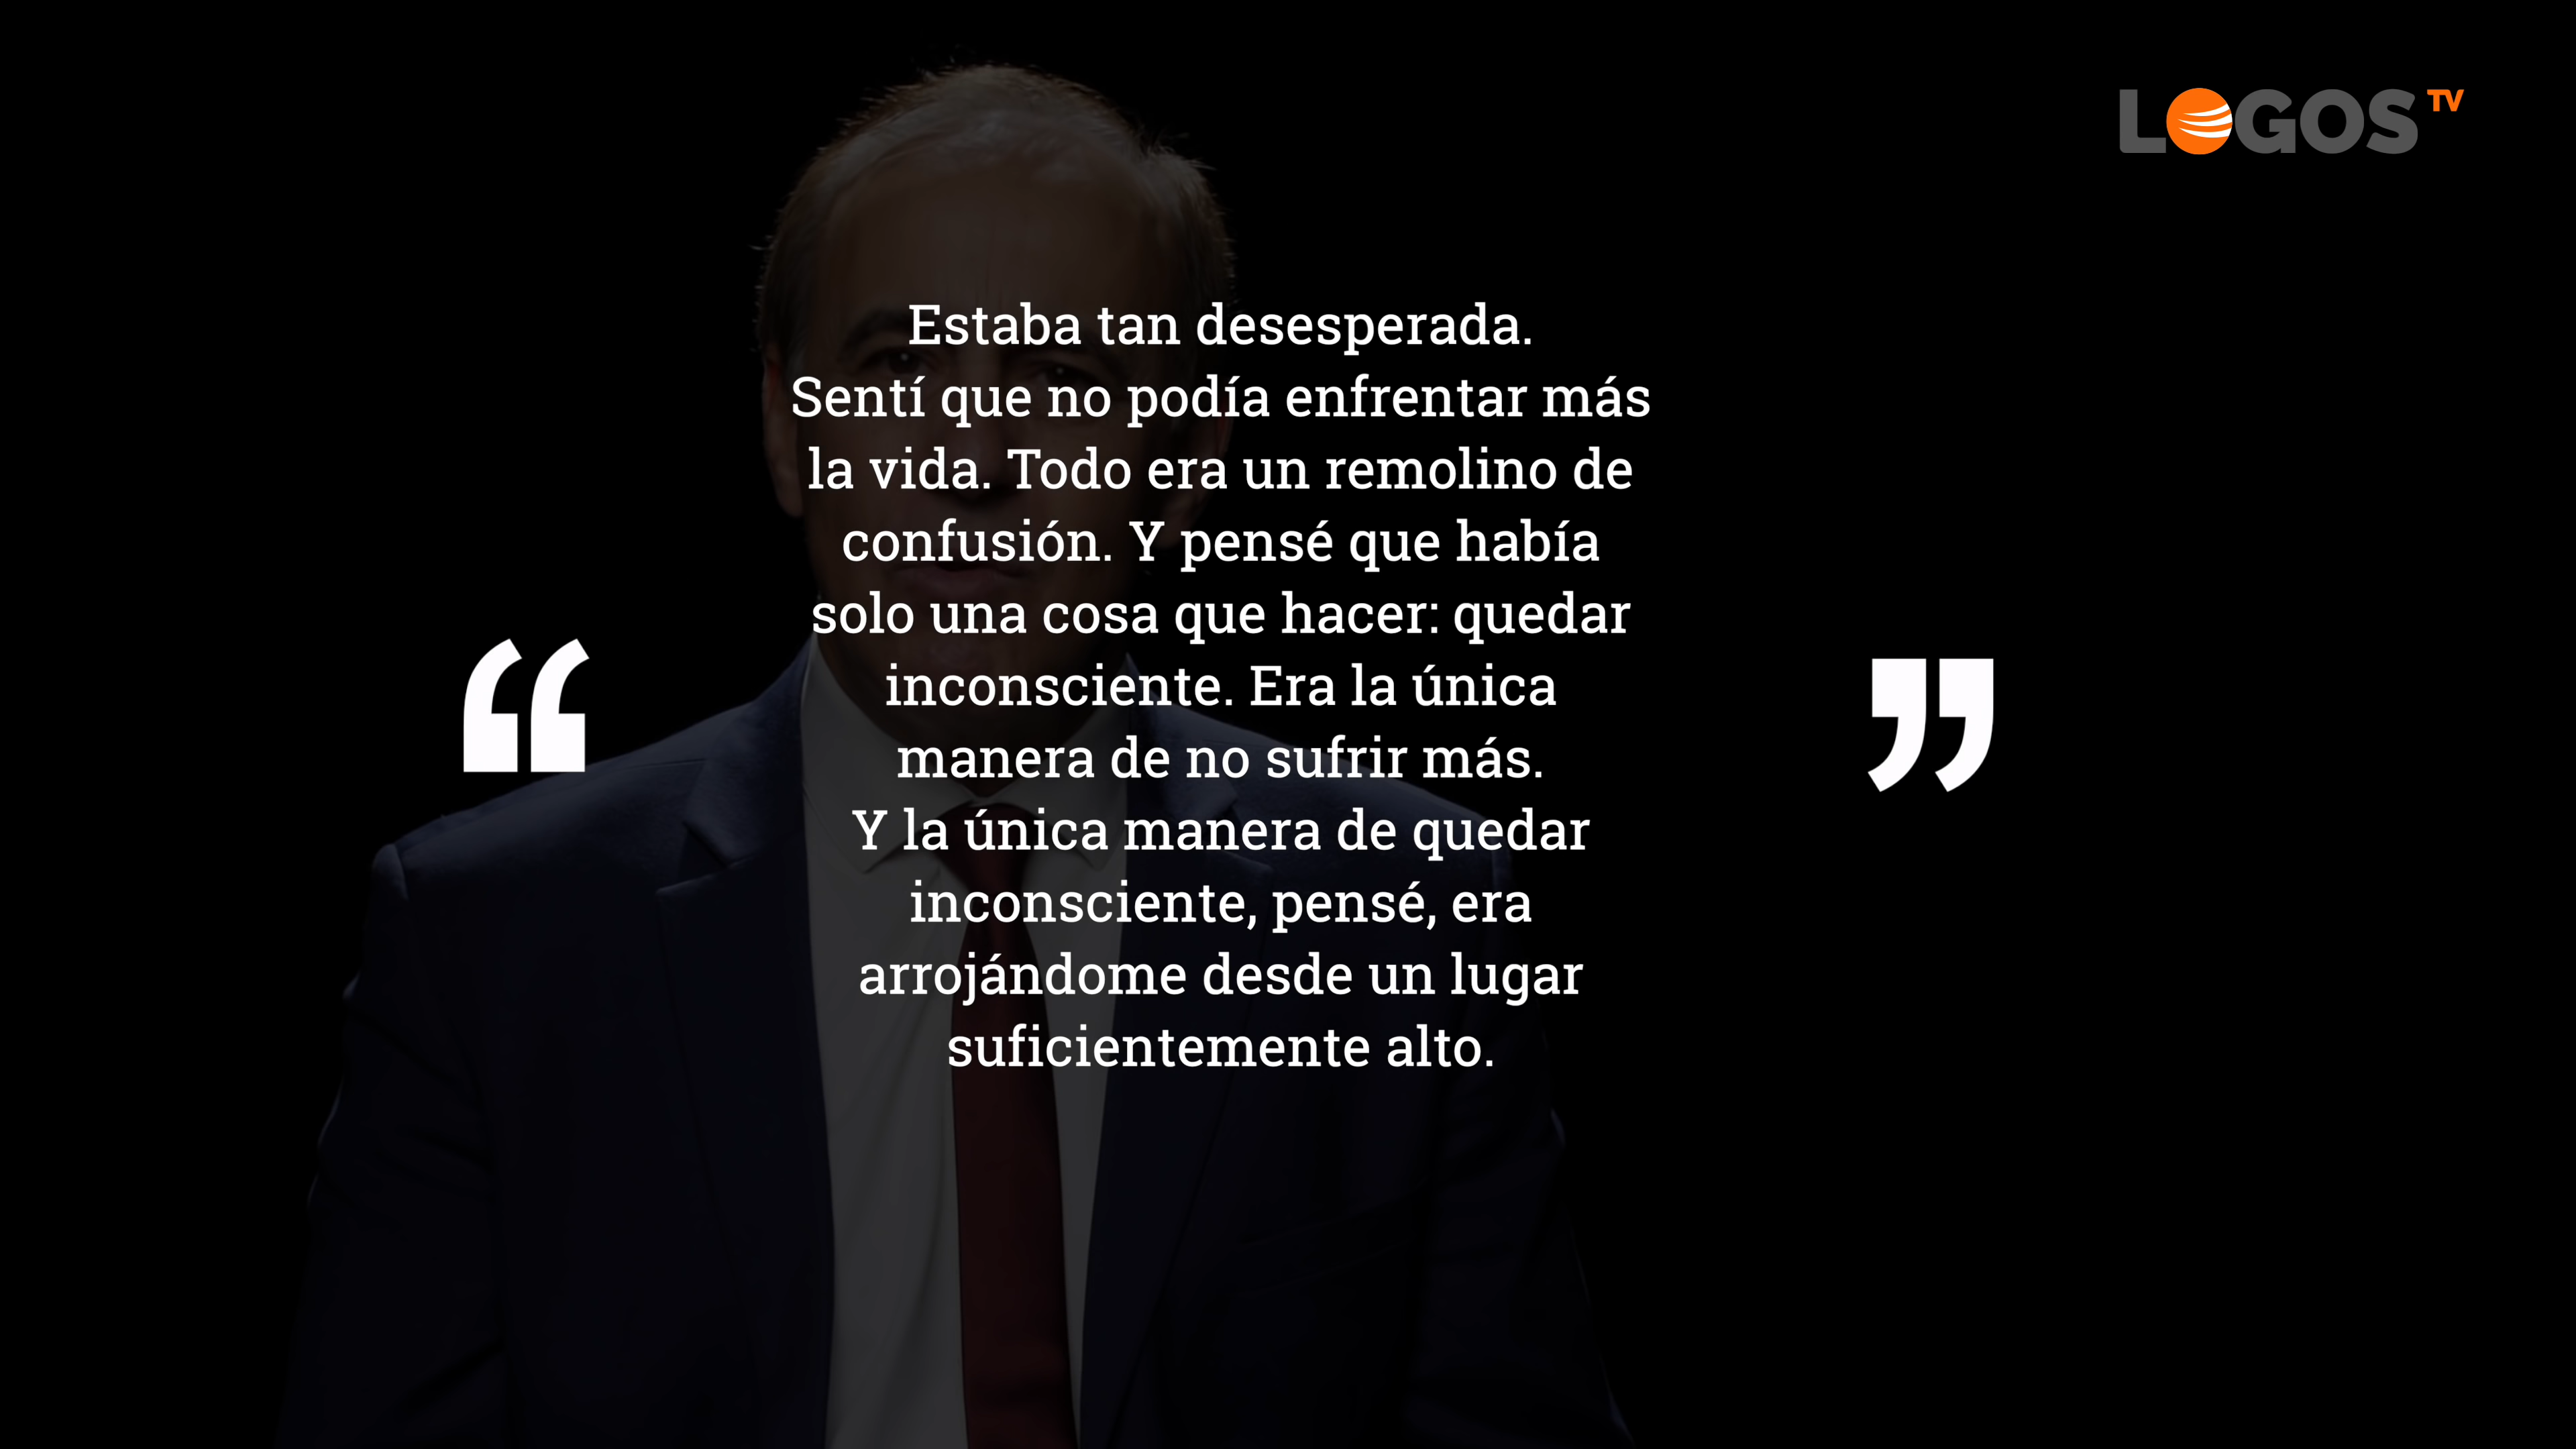 LOGOS TV
Estaba tan desesperada.
Sentí que no podía enfrentar más
la vida. Todo era un remolino de
confusión. Y pensé que había
solo una cosa que hacer: quedar
inconsciente. Era la única
manera de no sufrir más.
Y la única manera de quedar
inconsciente, pensé, era
arrojándome desde un lugar
suficientemente alto.
“ ”